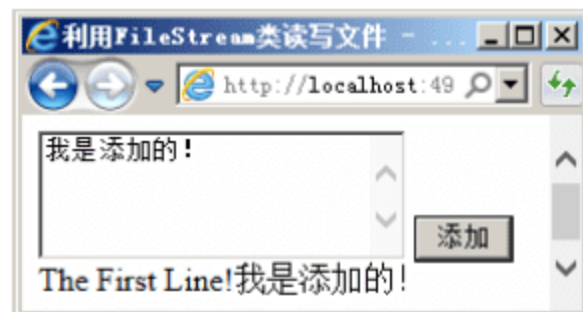 利用FileStream类读写文件 - ...
http://localhost:49
我是添加的！
添加
The First Line!我是添加的！